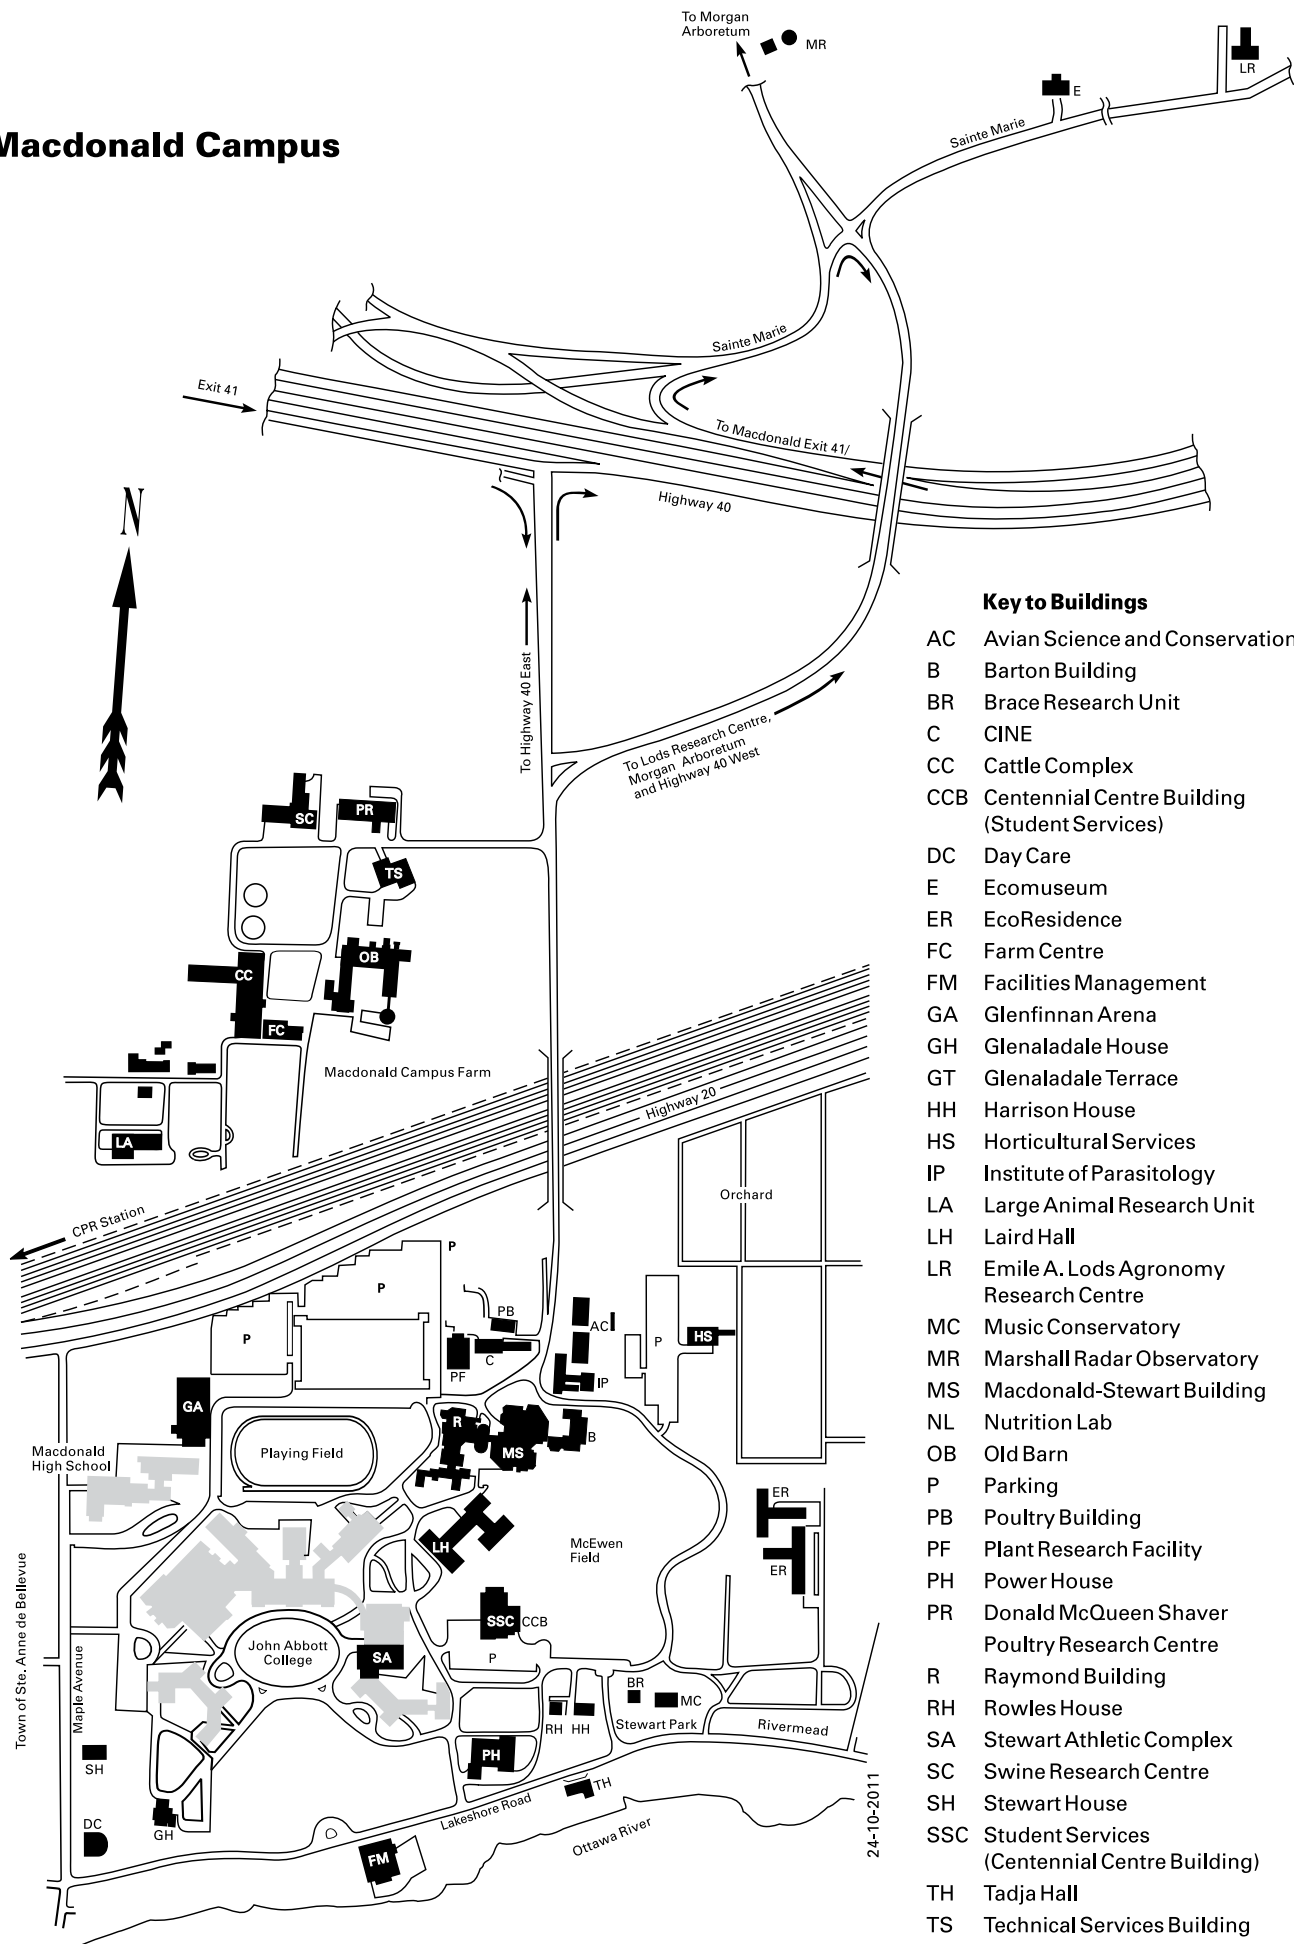 To Morgan
Arboretum
MR
LR
E
Sainte Marie
Macdonald Campus
Sainte Marie
Exit 41
To Macdonald Exit 41/
Highway 40
N
To Highway 40 East
To Lods Research Centre,
Morgan Arboretum
and Highway 40 West
SC
PR
TS
OB
CC
FC
Macdonald Campus Farm
LA
Highway 20
CPR Station
Orchard
P
P
P
PB
AC
P
HS
PF
C
IP
GA
R
MS
B
Macdonald
High School
Playing Field
LH
McEwen
Field
ER
ER
SSC
CCB
John Abbott
College
SA
P
Town of Ste. Anne de Bellevue
Maple Avenue
BR
MC
RH
HH
Stewart Park
Rivermead
SH
PH
TH
DC
GH
Lakeshore Road
Ottawa River
FM
24-10-2011
Key to Buildings
AC Avian Science and Conservation
B Barton Building
BR Brace Research Unit
C CINE
CC Cattle Complex
CCB Centennial Centre Building
(Student Services)
DC Day Care
E Ecomuseum
ER EcoResidence
FC Farm Centre
FM Facilities Management
GA Glenfinnan Arena
GH Glenaladale House
GT Glenaladale Terrace
HH Harrison House
HS Horticultural Services
IP Institute of Parasitology
LA Large Animal Research Unit
LH Laird Hall
LR Emile A. Lods Agronomy
Research Centre
MC Music Conservatory
MR Marshall Radar Observatory
MS Macdonald-Stewart Building
NL Nutrition Lab
OB Old Barn
P Parking
PB Poultry Building
PF Plant Research Facility
PH Power House
PR Donald McQueen Shaver
Poultry Research Centre
R Raymond Building
RH Rowles House
SA Stewart Athletic Complex
SC Swine Research Centre
SH Stewart House
SSC Student Services
(Centennial Centre Building)
TH Tadja Hall
TS Technical Services Building